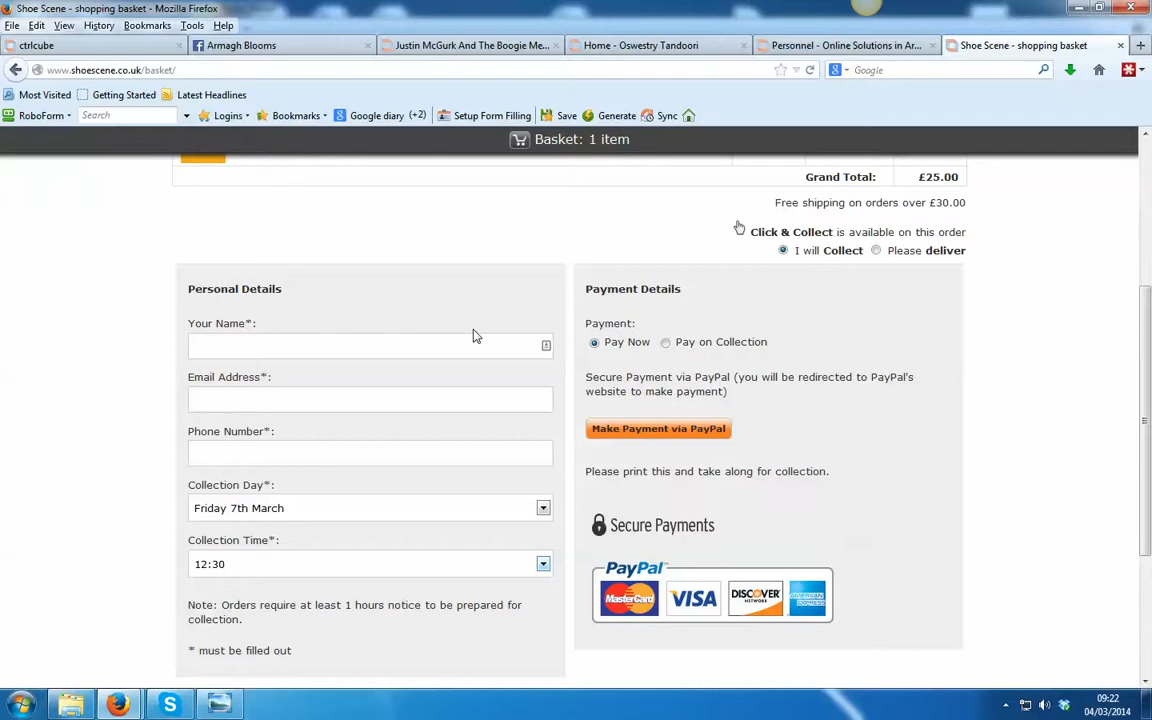 Shoe Scene - shopping basket - Mozilla Firefox
File Edit View History Bookmarks Tools Help
ctrlcube
Armagh Blooms
Justin McGurk And The Boogie Me...
Home - Oswestry Tandoori
Personnel - Online Solutions in Ar...
Shoe Scene - shopping basket
www.shoescene.co.uk/basket/
Google
Most Visited Getting Started Latest Headlines
RoboForm Search Logins Bookmarks Google diary (+2) Setup Form Filling Save Generate Sync
Basket: 1 item
Grand Total: £25.00
Free shipping on orders over £30.00
Click & Collect is available on this order
I will Collect Please deliver
Personal Details
Your Name*:
Email Address*:
Phone Number*:
Collection Day*:
Friday 7th March
Collection Time*:
12:30
Note: Orders require at least 1 hours notice to be prepared for
collection.
* must be filled out
Payment Details
Payment:
Pay Now Pay on Collection
Secure Payment via PayPal (you will be redirected to PayPal's
website to make payment)
Make Payment via PayPal
Please print this and take along for collection.
Secure Payments
PayPal
MasterCard VISA DISCOVER NETWORK AMERICAN EXPRESS
09:22
04/03/2014